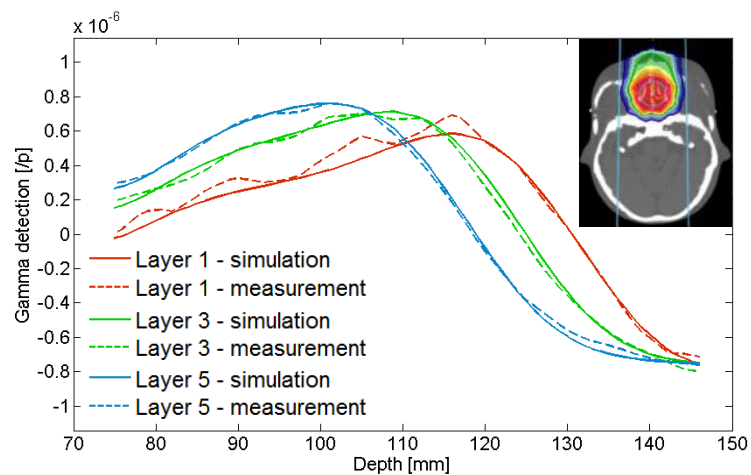 x 10^-6
1
0.8
0.6
0.4
0.2
0
-0.2
-0.4
-0.6
-0.8
-1
Gamma detection [/p]
Layer 1 - simulation
Layer 1 - measurement
Layer 3 - simulation
Layer 3 - measurement
Layer 5 - simulation
Layer 5 - measurement
70 80 90 100 110 120 130 140 150
Depth [mm]